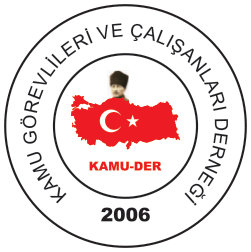 KAMU GÖREVLİLERİ VE ÇALIŞANLARI DERNEĞİ
KAMU-DER
2006